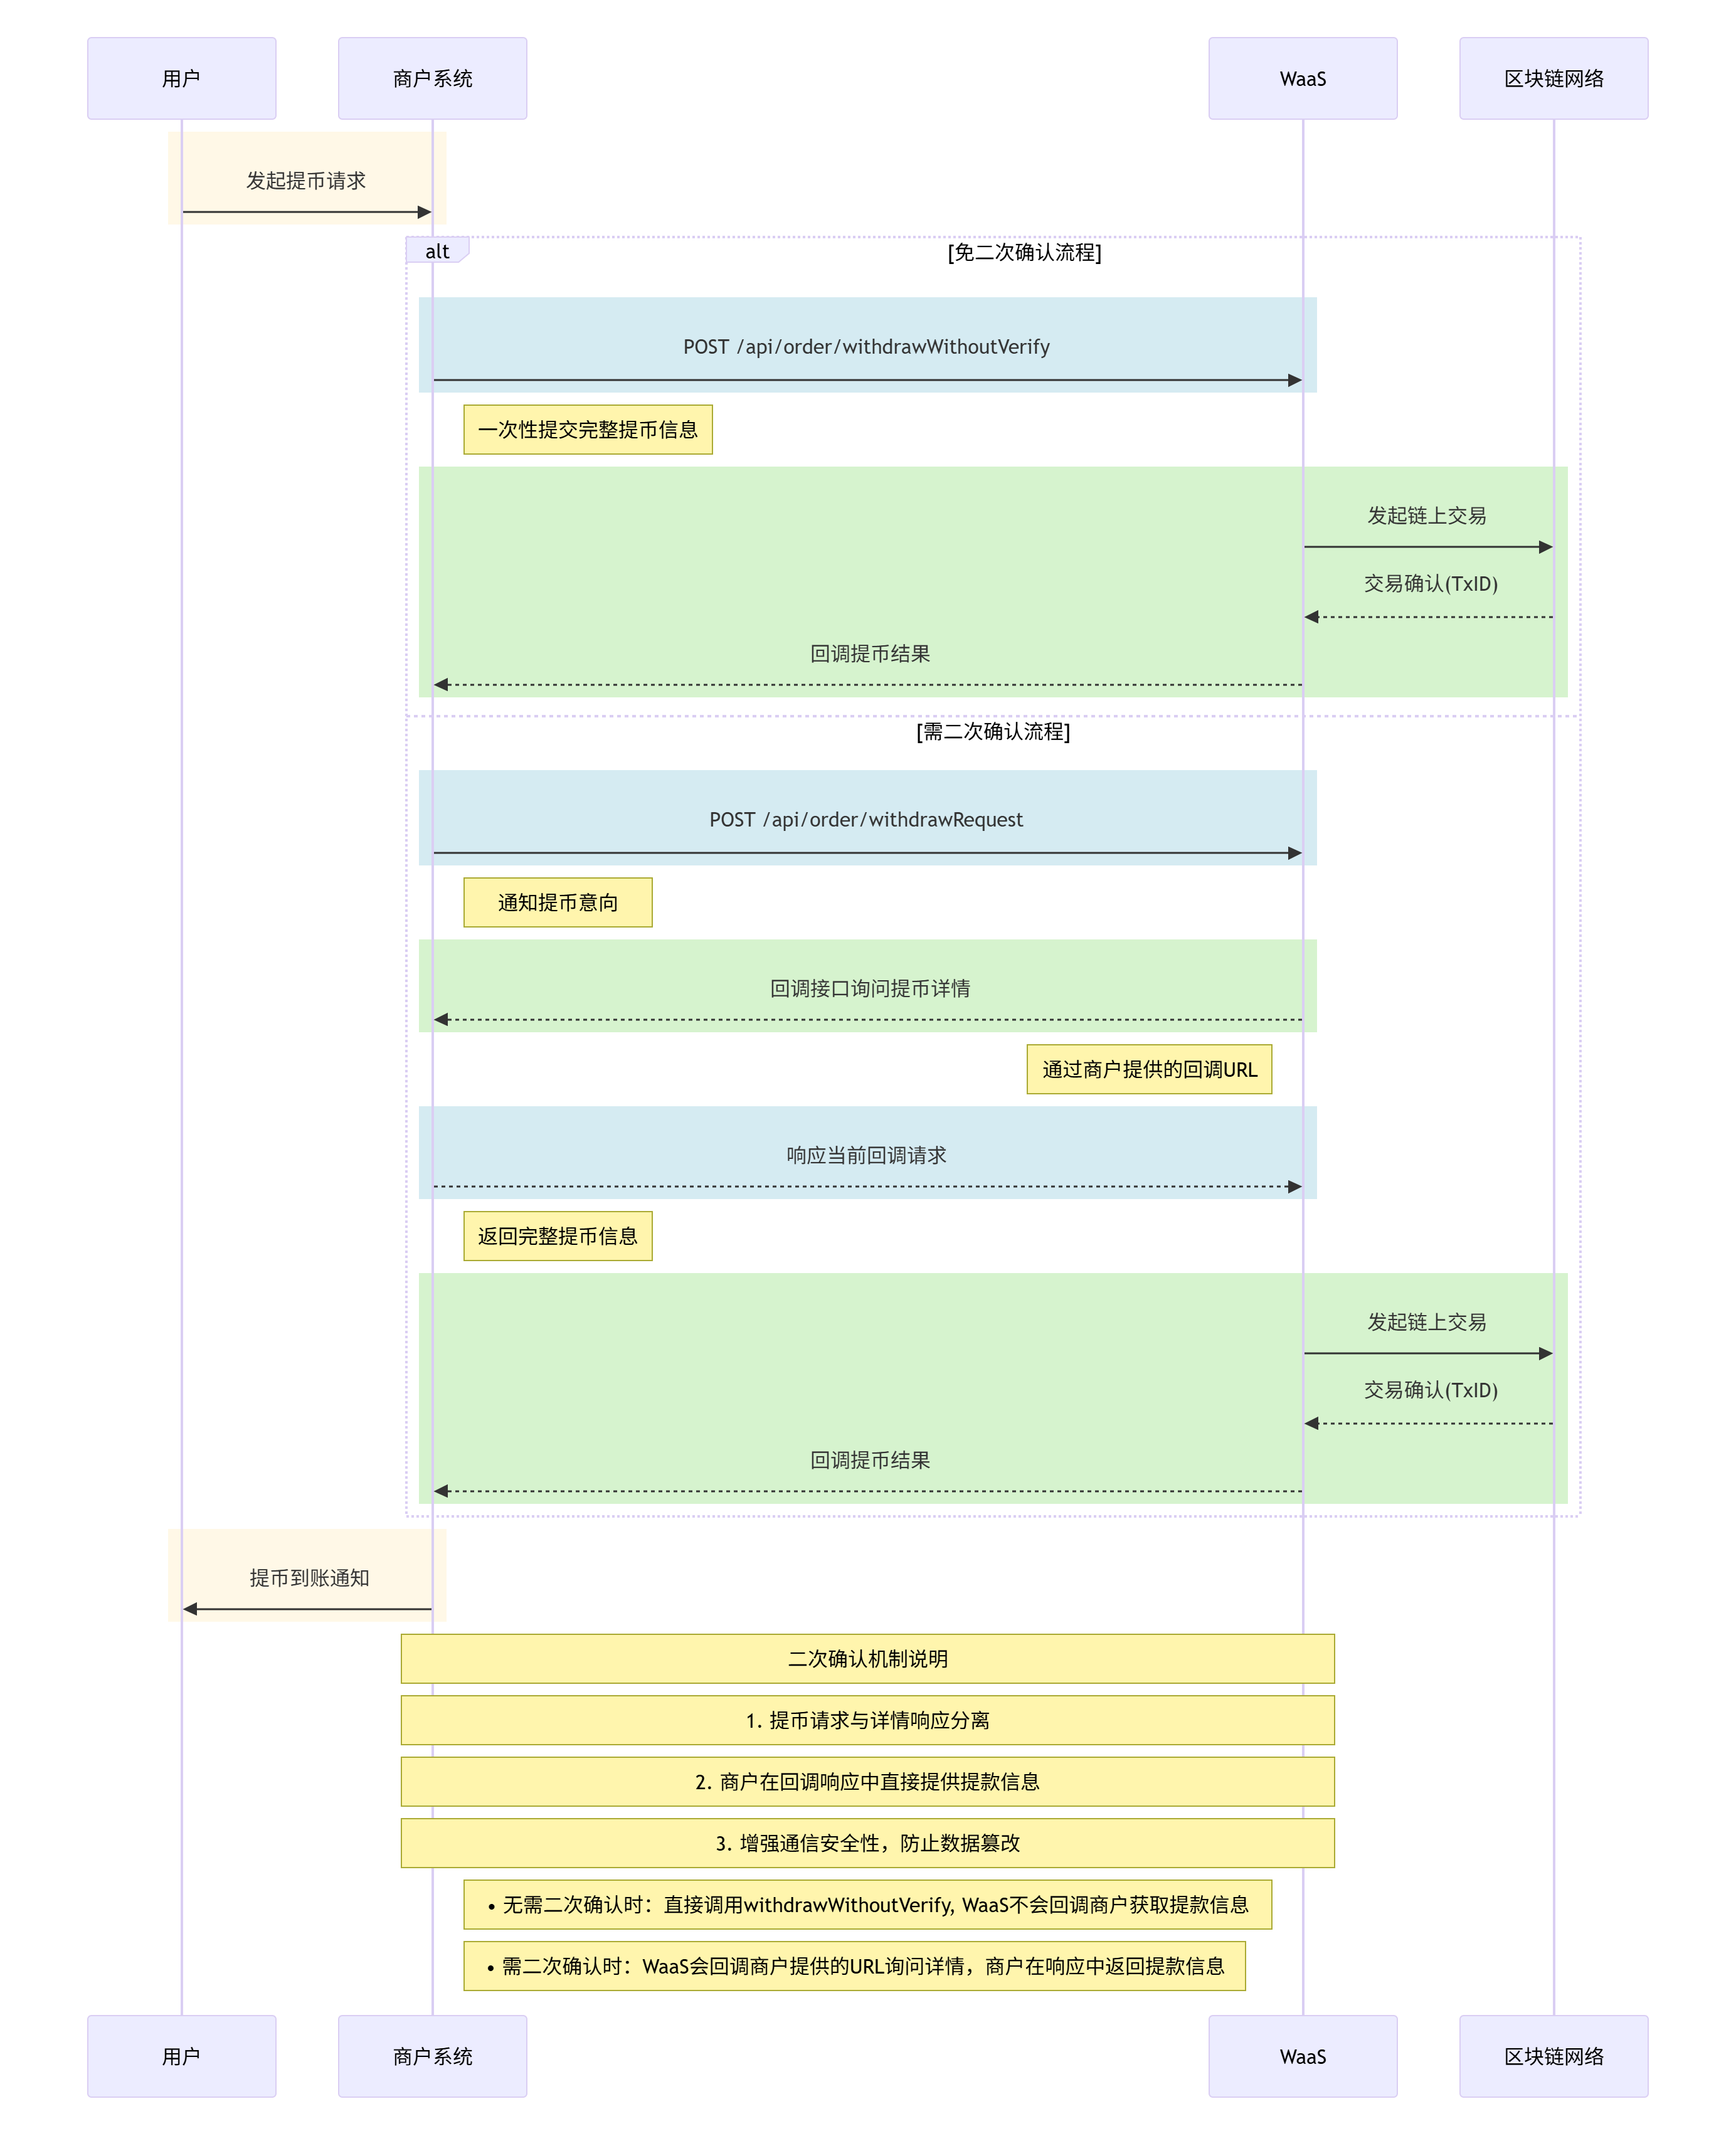 用户
商户系统
WaaS
区块链网络
发起提币请求
alt
[免二次确认流程]
POST /api/order/withdrawWithoutVerify
一次性提交完整提币信息
发起链上交易
交易确认(TxID)
回调提币结果
[需二次确认流程]
POST /api/order/withdrawRequest
通知提币意向
回调接口询问提币详情
通过商户提供的回调URL
响应当前回调请求
返回完整提币信息
发起链上交易
交易确认(TxID)
回调提币结果
提币到账通知
二次确认机制说明
1. 提币请求与详情响应分离
2. 商户在回调响应中直接提供提款信息
3. 增强通信安全性，防止数据篡改
• 无需二次确认时：直接调用withdrawWithoutVerify, WaaS不会回调商户获取提款信息
• 需二次确认时：WaaS会回调商户提供的URL询问详情，商户在响应中返回提款信息
用户
商户系统
WaaS
区块链网络